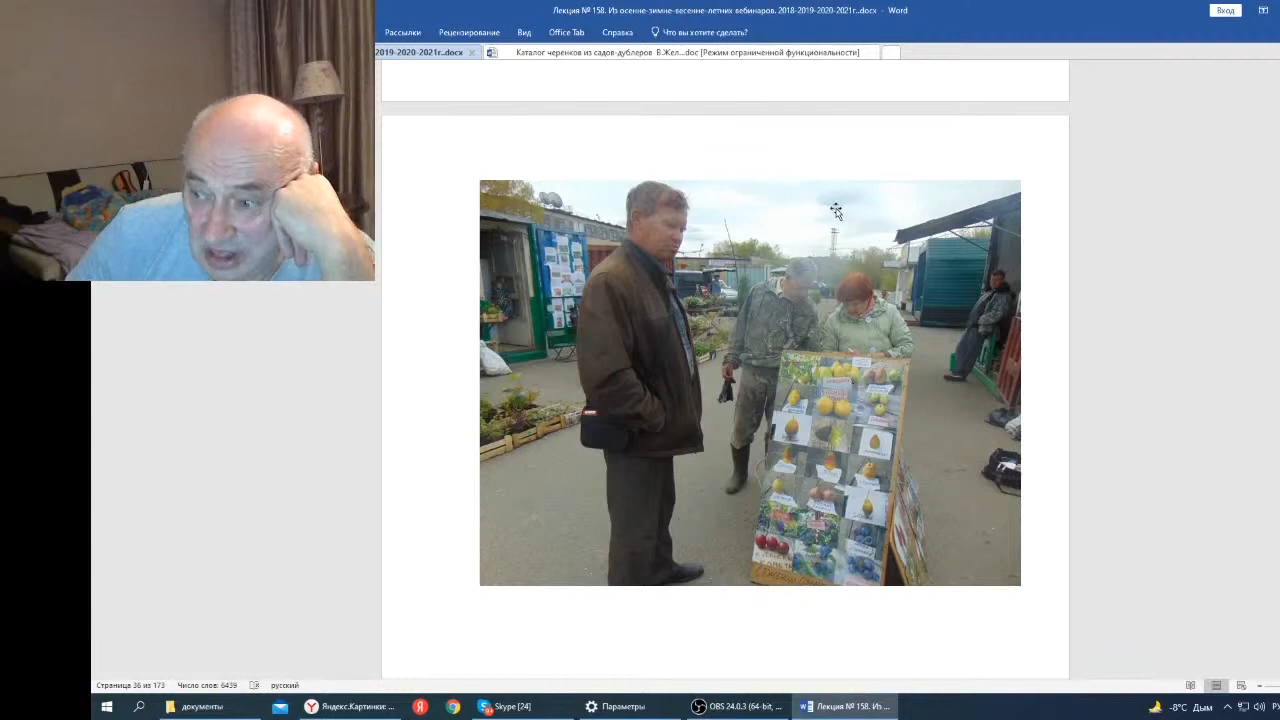 Лекция № 158. Из осенне-зимне-весенне-летних вебинаров. 2018-2019-2020-2021г..docx - Word
Вход
Рассылки Рецензирование Вид Office Tab Справка Что вы хотите сделать?
2019-2020-2021г..docx Каталог черенков из садов-дублеров В.Жел...doc [Режим ограниченной функциональности]
Страница 36 из 173 Число слов: 6439 русский
документы Яндекс.Картинки: ... Skype [24] Параметры OBS 24.0.3 (64-bit, ... Лекция № 158. Из ... -8°C Дым